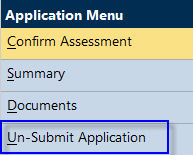 Application Menu
Confirm Assessment
Summary
Documents
Un-Submit Application